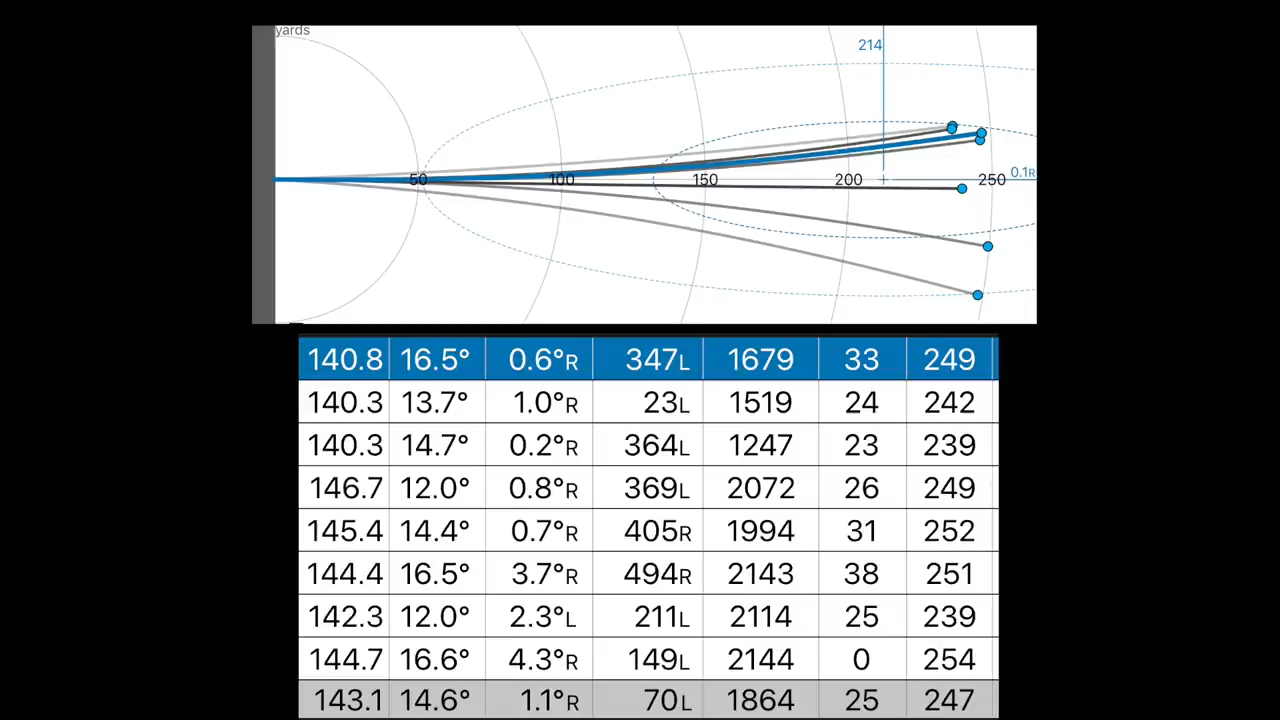 yards
214
50 100 150 200 250 0.1R
140.8 16.5° 0.6°R 347L 1679 33 249
140.3 13.7° 1.0°R 23L 1519 24 242
140.3 14.7° 0.2°R 364L 1247 23 239
146.7 12.0° 0.8°R 369L 2072 26 249
145.4 14.4° 0.7°R 405R 1994 31 252
144.4 16.5° 3.7°R 494R 2143 38 251
142.3 12.0° 2.3°L 211L 2114 25 239
144.7 16.6° 4.3°R 149L 2144 0 254
143.1 14.6° 1.1°R 70L 1864 25 247